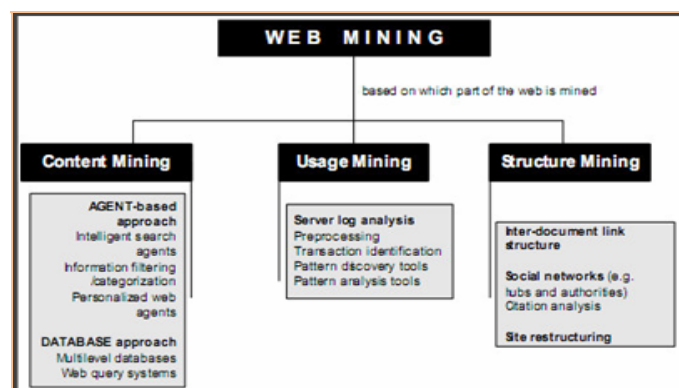 WEB MINING
based on which part of the web is mined
Content Mining
AGENT-based
approach
Intelligent search
agents
Information filtering
/categorization
Personalized web
agents
DATABASE approach
Multilevel databases
Web query systems
Usage Mining
Server log analysis
Preprocessing
Transaction identification
Pattern discovery tools
Pattern analysis tools
Structure Mining
Inter-document link
structure
Social networks (e.g.
hubs and authorities)
Citation analysis
Site restructuring